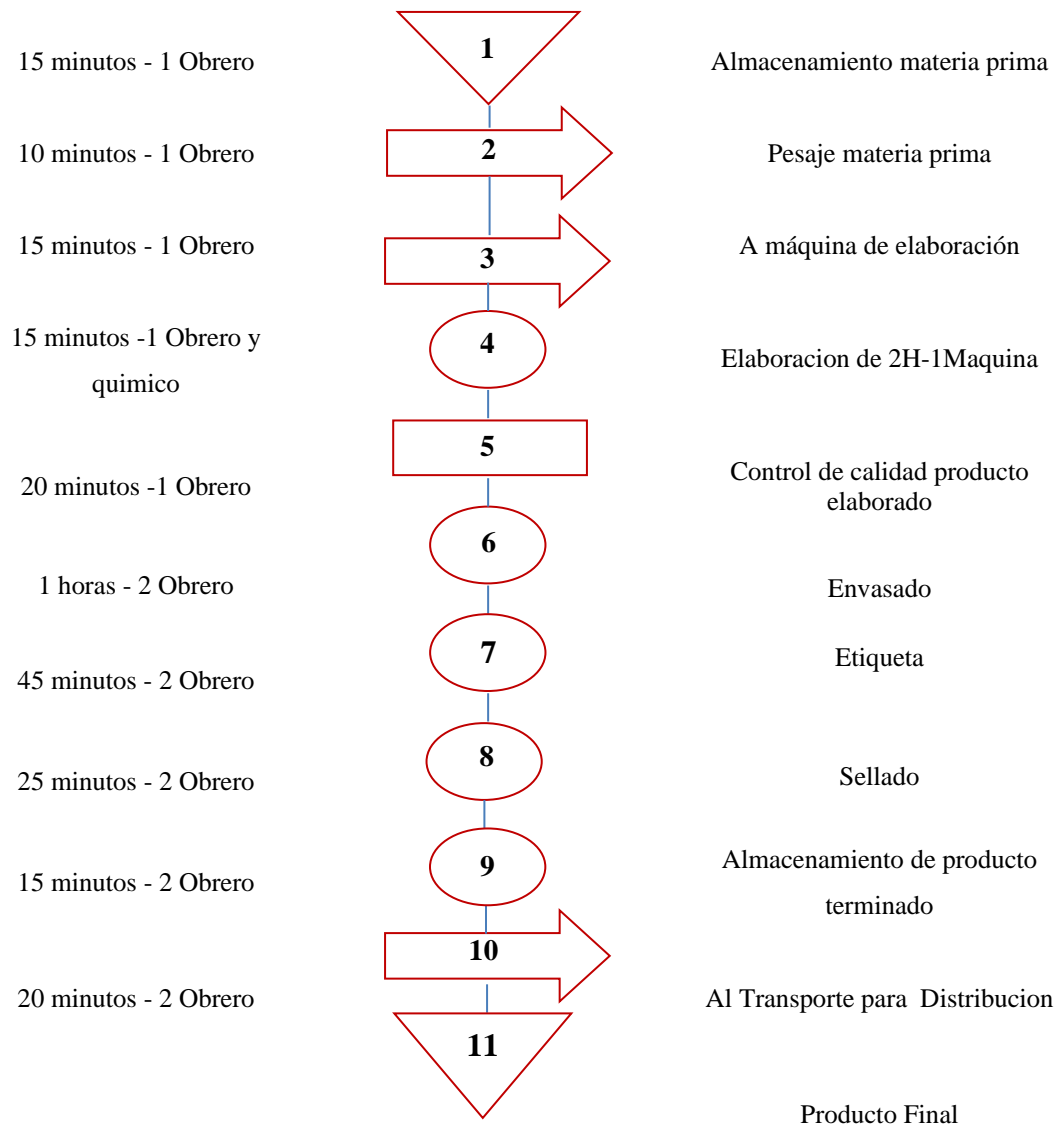 15 minutos - 1 Obrero
1
Almacenamiento materia prima
10 minutos - 1 Obrero
2
Pesaje materia prima
15 minutos - 1 Obrero
3
A máquina de elaboración
15 minutos -1 Obrero y
quimico
4
Elaboracion de 2H-1Maquina
20 minutos -1 Obrero
5
Control de calidad producto
elaborado
1 horas - 2 Obrero
6
Envasado
45 minutos - 2 Obrero
7
Etiqueta
25 minutos - 2 Obrero
8
Sellado
15 minutos - 2 Obrero
9
Almacenamiento de producto
terminado
20 minutos - 2 Obrero
10
Al Transporte para Distribucion
11
Producto Final